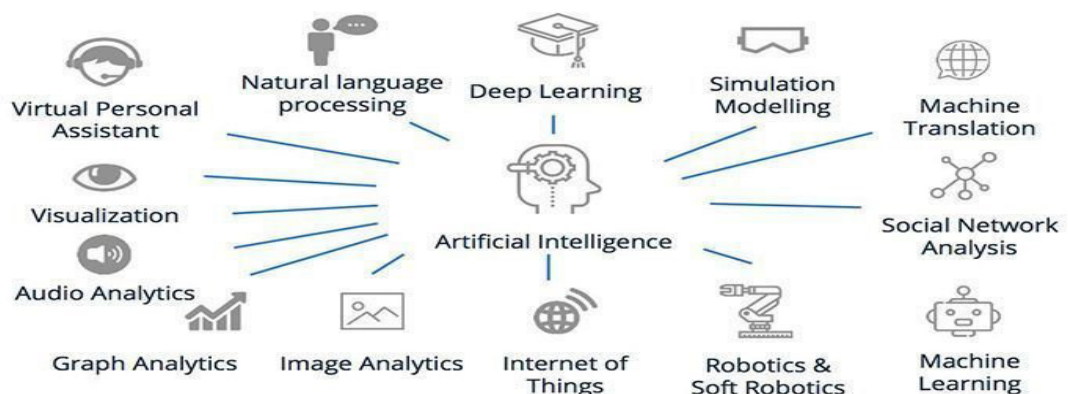 Virtual Personal
Assistant
Natural language
processing
Deep Learning
Simulation
Modelling
Machine
Translation
Visualization
Artificial Intelligence
Social Network
Analysis
Audio Analytics
Graph Analytics
Image Analytics
Internet of
Things
Robotics &
Soft Robotics
Machine
Learning